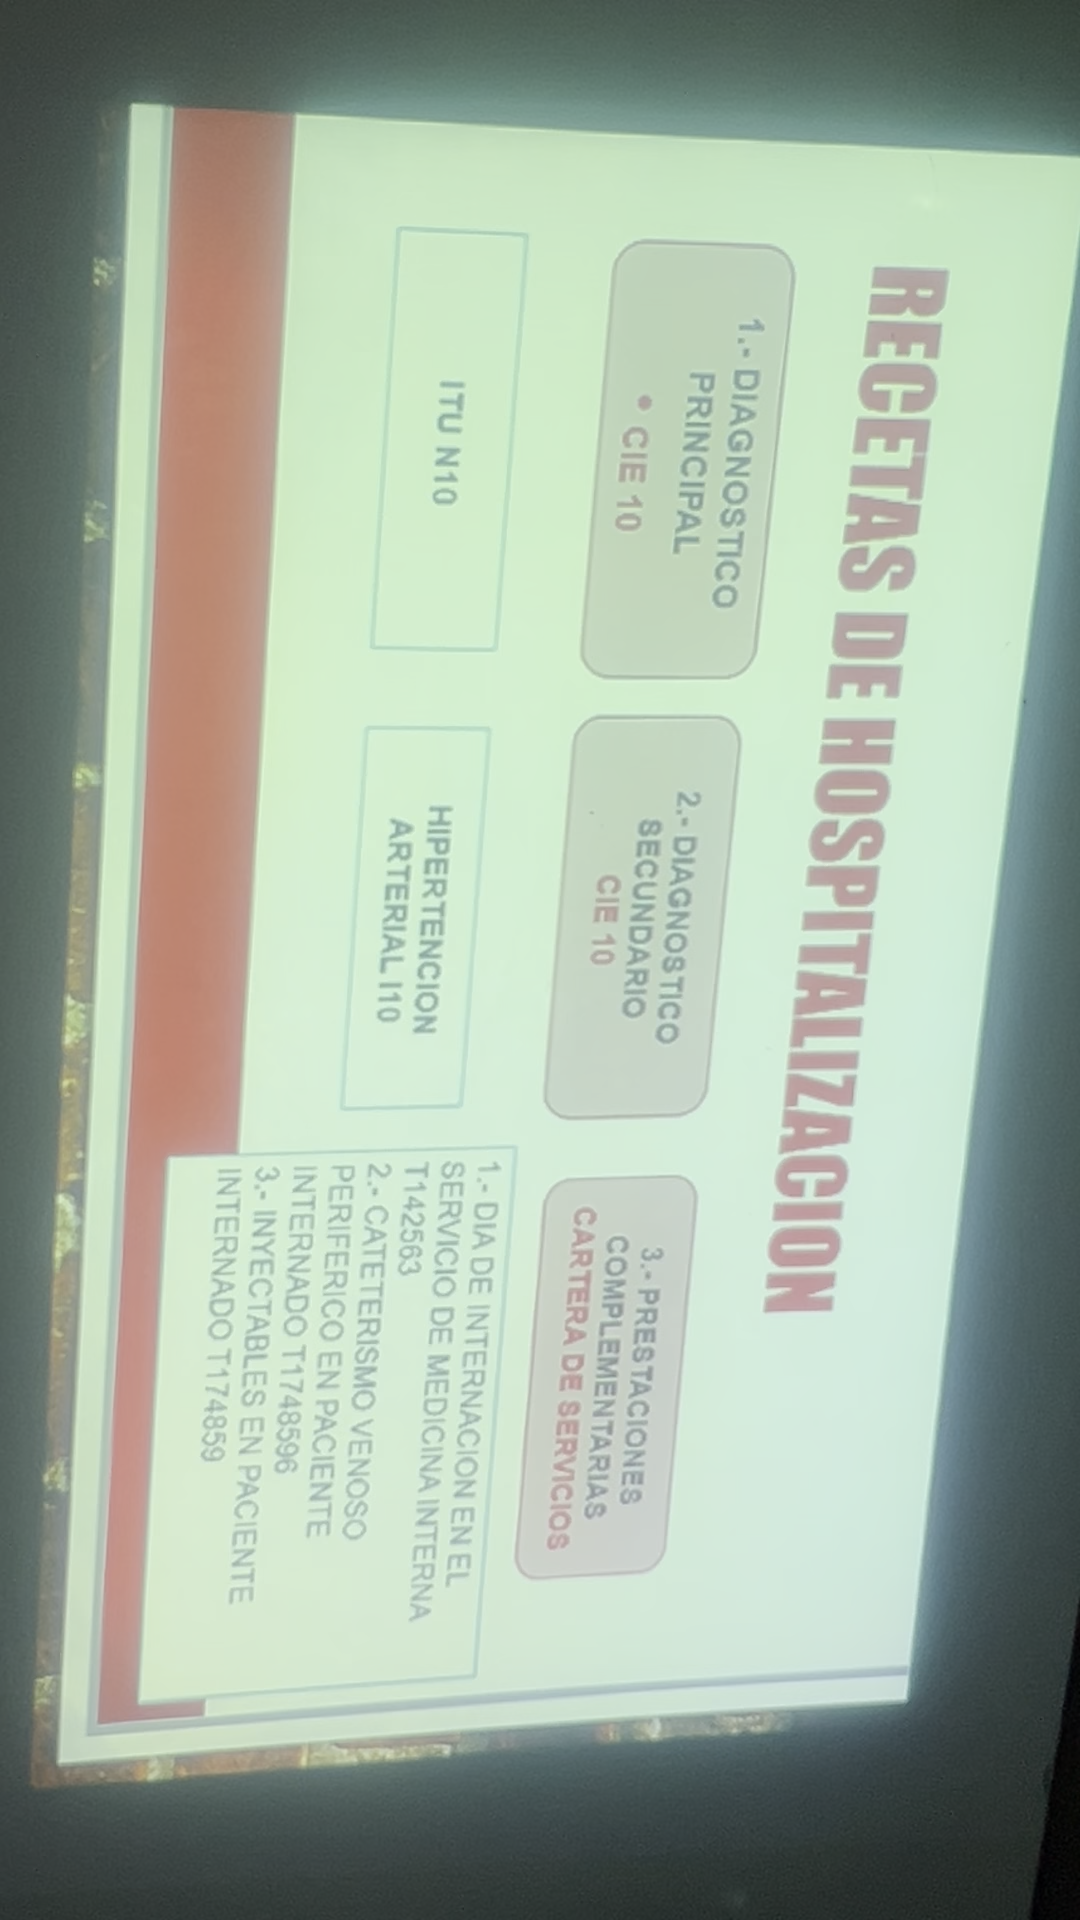 RECETAS DE HOSPITALIZACION
1.- DIAGNOSTICO
PRINCIPAL
• CIE 10
ITU N10
2.- DIAGNOSTICO
SECUNDARIO
CIE 10
HIPERTENCION
ARTERIAL I10
3.- PRESTACIONES
COMPLEMENTARIAS
CARTERA DE SERVICIOS
1.- DIA DE INTERNACION EN EL
SERVICIO DE MEDICINA INTERNA
T142563
2.- CATETERISMO VENOSO
PERIFERICO EN PACIENTE
INTERNADO T1748596
3.- INYECTABLES EN PACIENTE
INTERNADO T174859